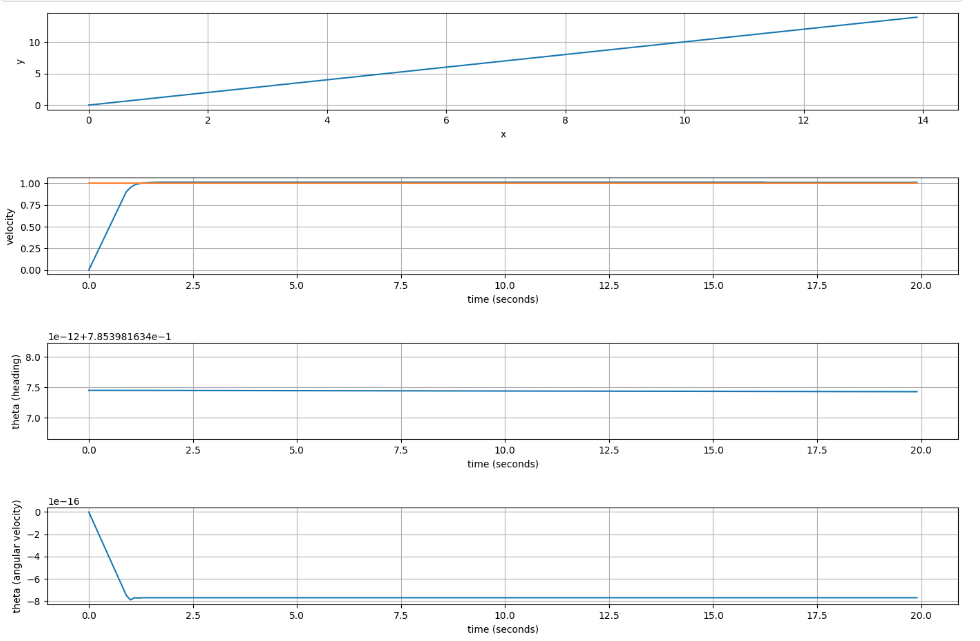 y
10
5
0
0 2 4 6 8 10 12 14
x
velocity
1.00
0.75
0.50
0.25
0.00
0.0 2.5 5.0 7.5 10.0 12.5 15.0 17.5 20.0
time (seconds)
1e−12+7.853981634e−1
theta (heading)
8.0
7.5
7.0
0.0 2.5 5.0 7.5 10.0 12.5 15.0 17.5 20.0
time (seconds)
1e−16
theta (angular velocity)
0
−2
−4
−6
−8
0.0 2.5 5.0 7.5 10.0 12.5 15.0 17.5 20.0
time (seconds)